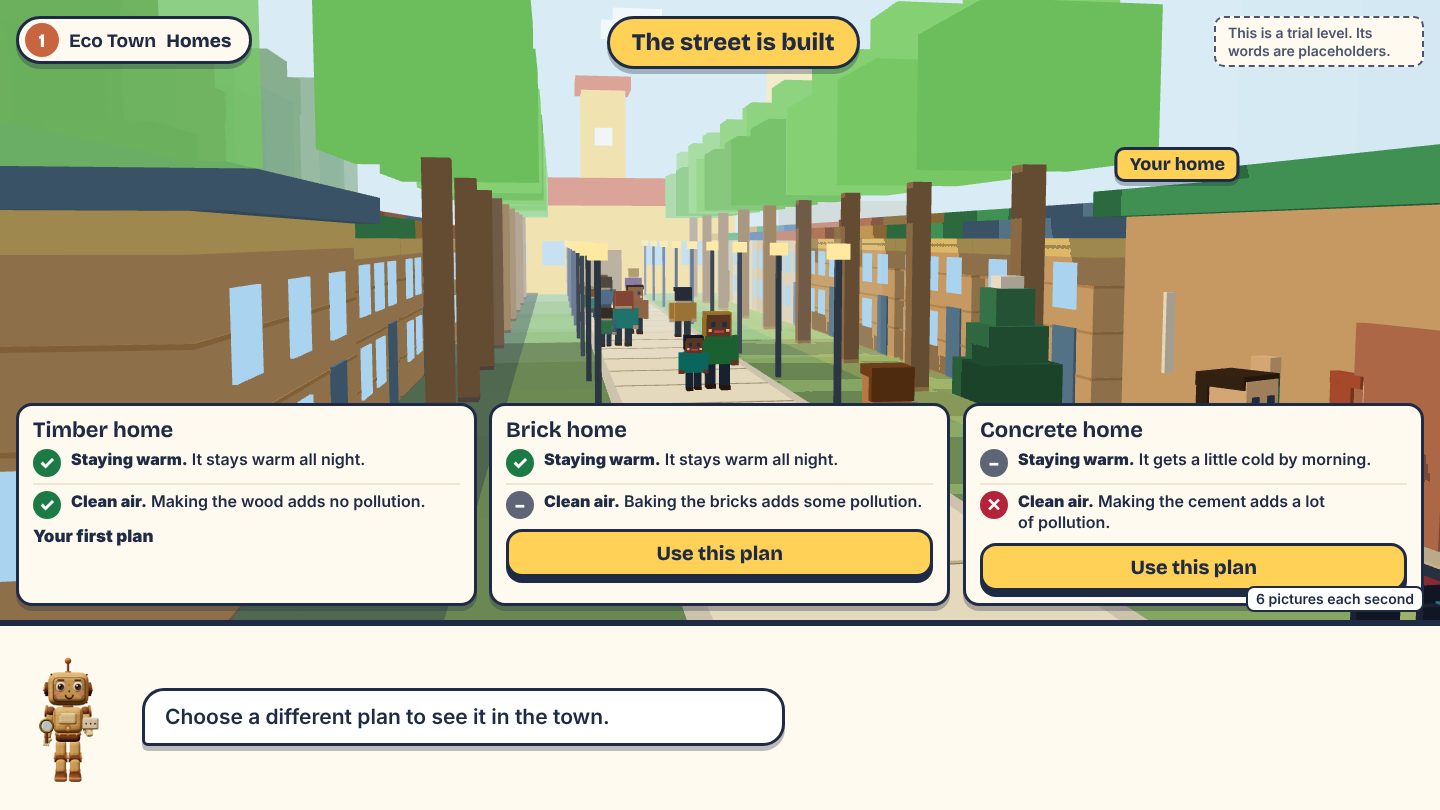 1 Eco Town Homes
The street is built
This is a trial level. Its
words are placeholders.
Your home
Timber home
Staying warm. It stays warm all night.
Clean air. Making the wood adds no pollution.
Your first plan
Brick home
Staying warm. It stays warm all night.
Clean air. Baking the bricks adds some pollution.
Use this plan
Concrete home
Staying warm. It gets a little cold by morning.
Clean air. Making the cement adds a lot
of pollution.
Use this plan
6 pictures each second
Choose a different plan to see it in the town.